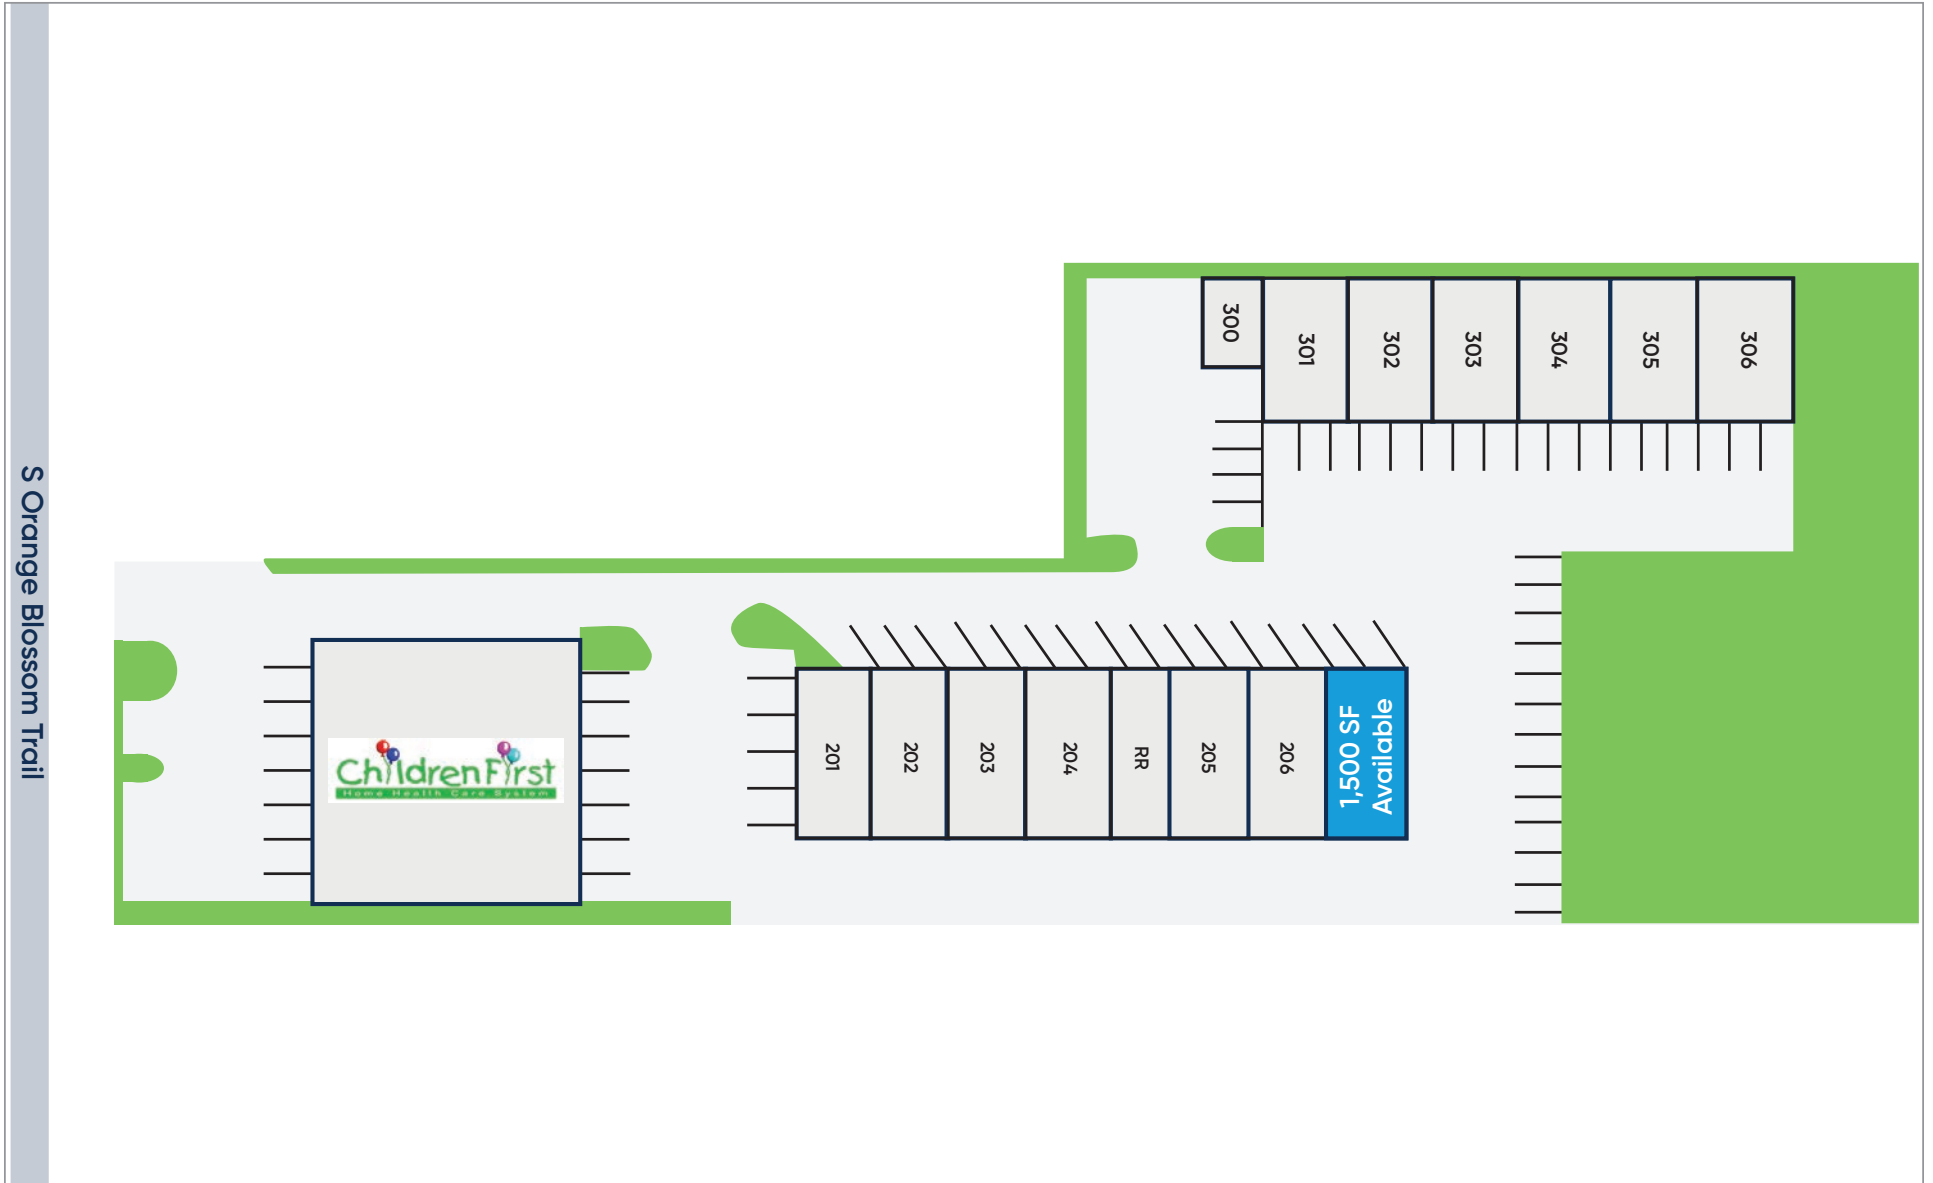 S Orange Blossom Trail
300
301
302
303
304
305
306
ChildrenFirst
Home Health Care System
201
202
203
204
RR
205
206
1,500 SF
Available